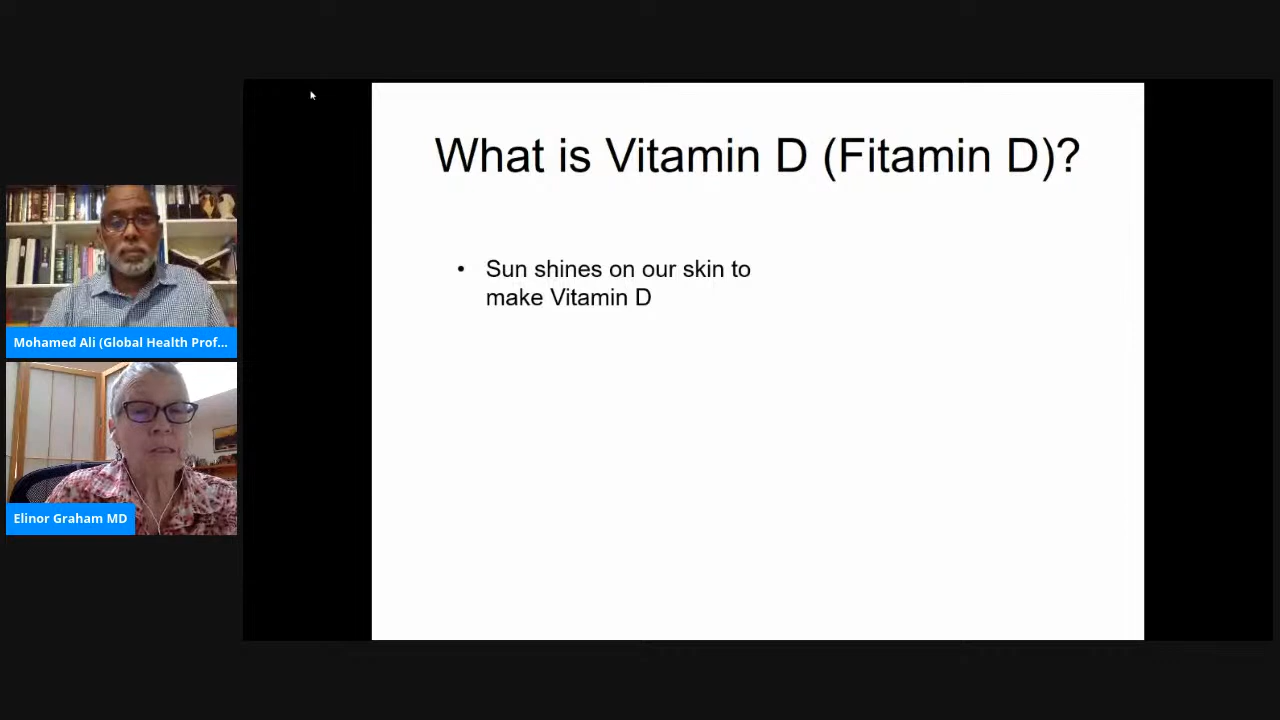 What is Vitamin D (Fitamin D)?
• Sun shines on our skin to
make Vitamin D
Mohamed Ali (Global Health Prof...
Elinor Graham MD